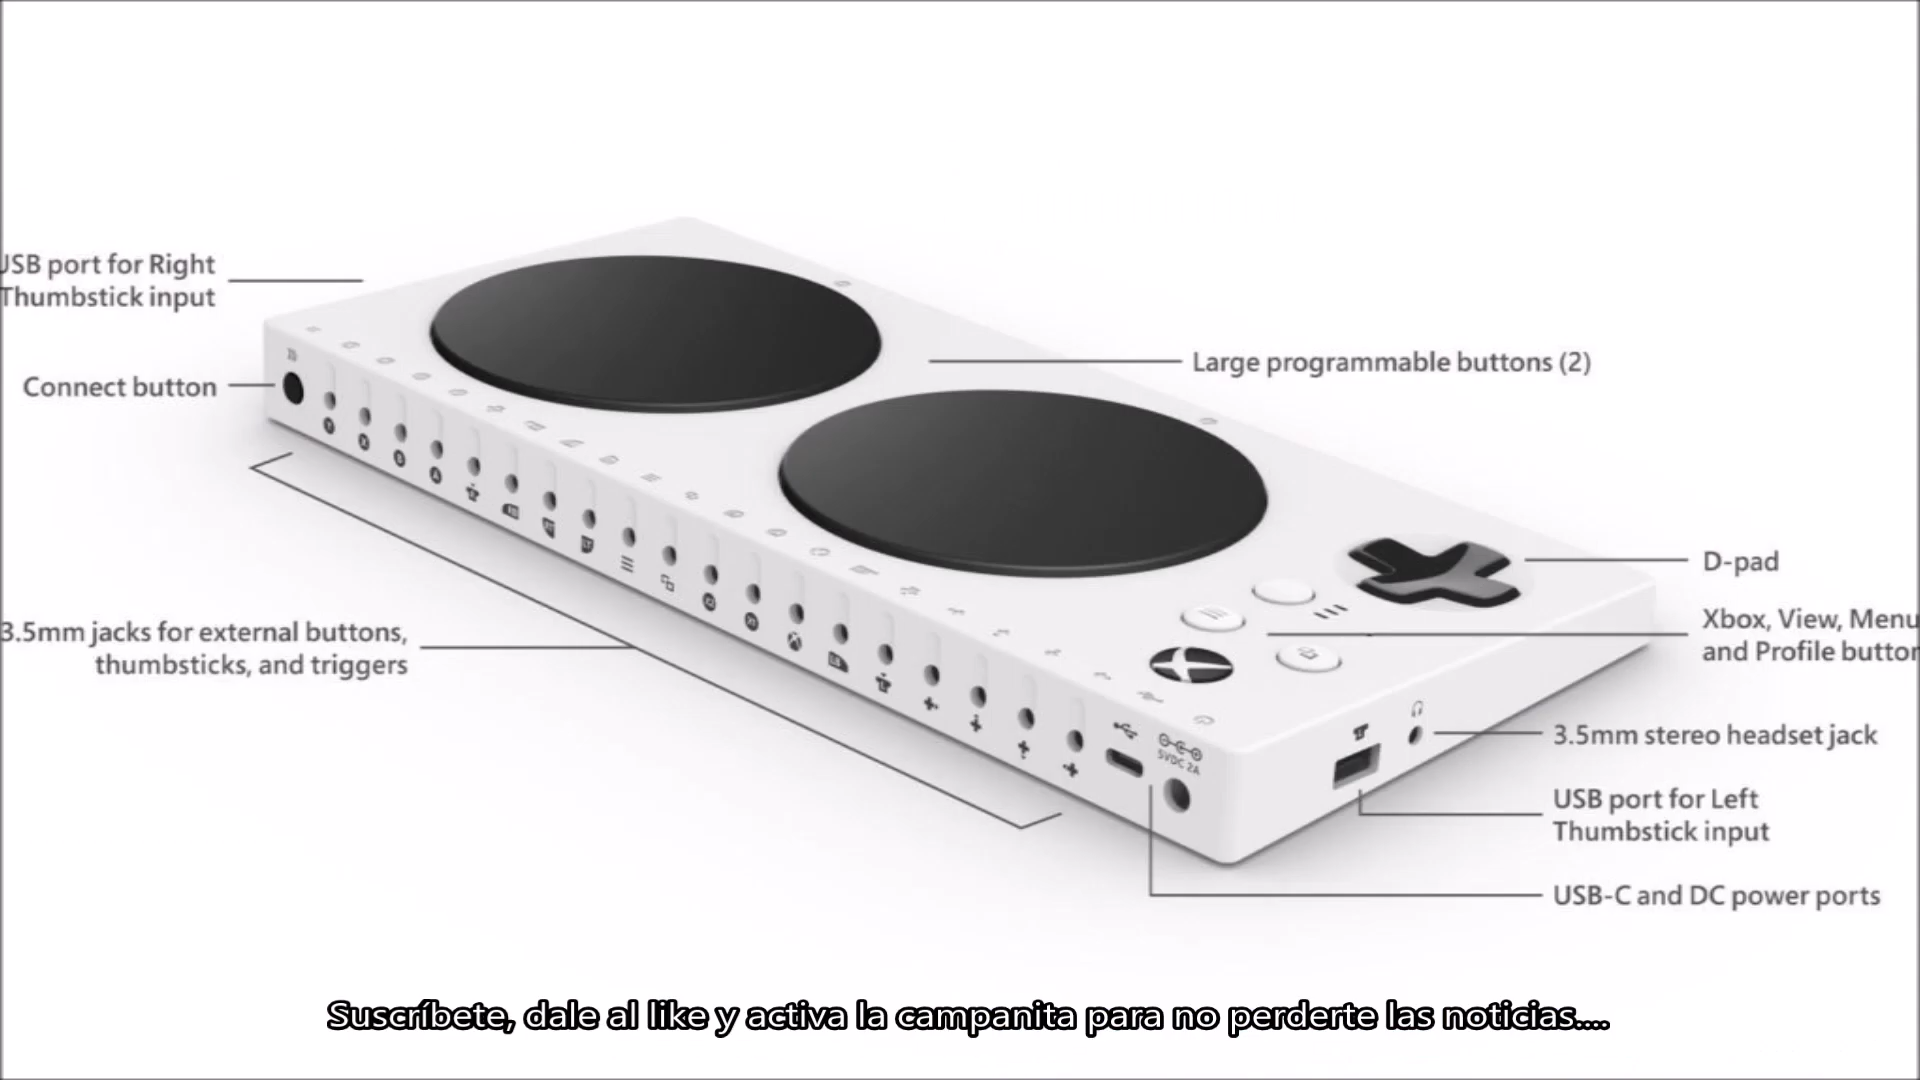 USB port for Right
Thumbstick input
Connect button
3.5mm jacks for external buttons,
thumbsticks, and triggers
Large programmable buttons (2)
D-pad
Xbox, View, Menu
and Profile button
3.5mm stereo headset jack
USB port for Left
Thumbstick input
USB-C and DC power ports
5VDC 2A
Y
X
B
A
Suscríbete, dale al like y activa la campanita para no perderte las noticias....